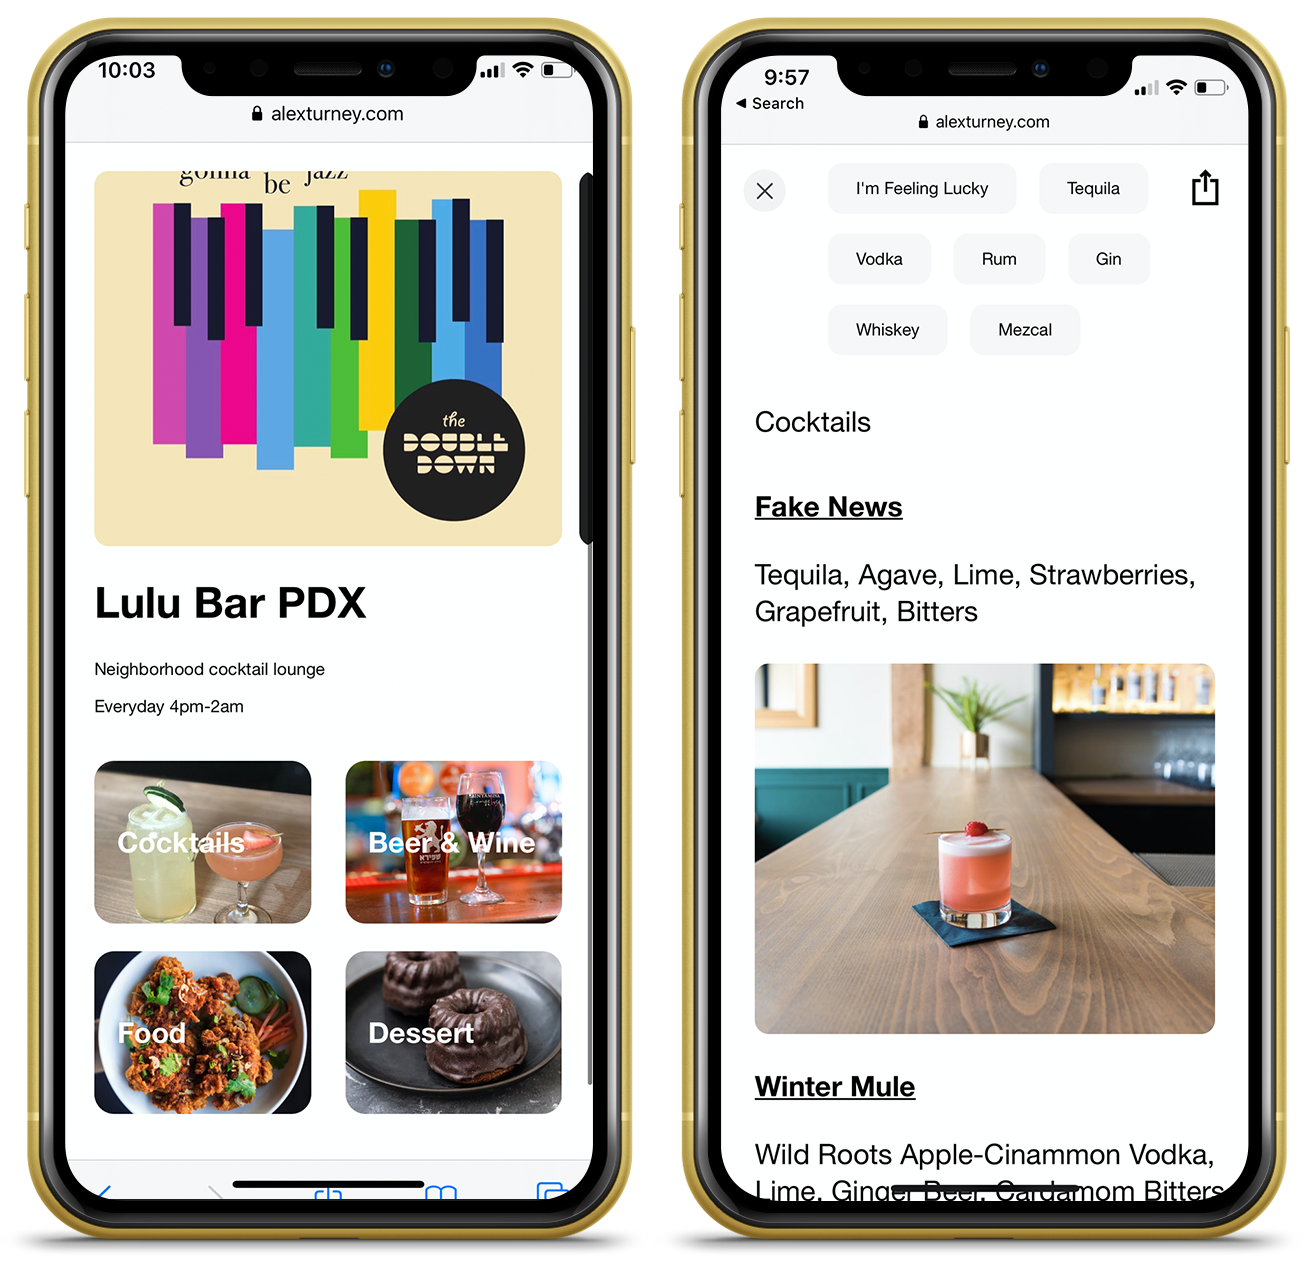 10:03
alexturney.com
gonna be jazz
the
DOUBLE
DOWN
Lulu Bar PDX
Neighborhood cocktail lounge
Everyday 4pm-2am
Cocktails
Beer & Wine
Food
Dessert
9:57
Search
alexturney.com
I'm Feeling Lucky
Tequila
Vodka
Rum
Gin
Whiskey
Mezcal
Cocktails
Fake News
Tequila, Agave, Lime, Strawberries,
Grapefruit, Bitters
Winter Mule
Wild Roots Apple-Cinammon Vodka,
Lime, Ginger Beer, Cardamom Bitters